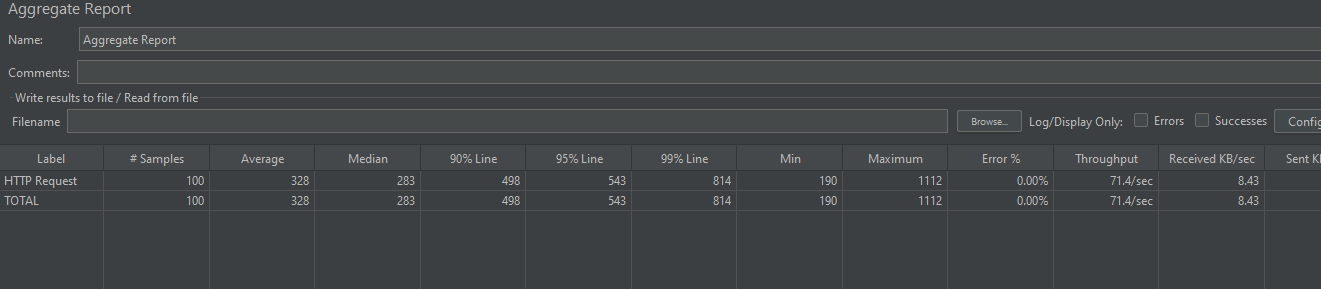 Aggregate Report
Name: Aggregate Report
Comments:
Write results to file / Read from file
Filename Browse... Log/Display Only: Errors Successes Config
Label # Samples Average Median 90% Line 95% Line 99% Line Min Maximum Error % Throughput Received KB/sec Sent K
HTTP Request 100 328 283 498 543 814 190 1112 0.00% 71.4/sec 8.43
TOTAL 100 328 283 498 543 814 190 1112 0.00% 71.4/sec 8.43